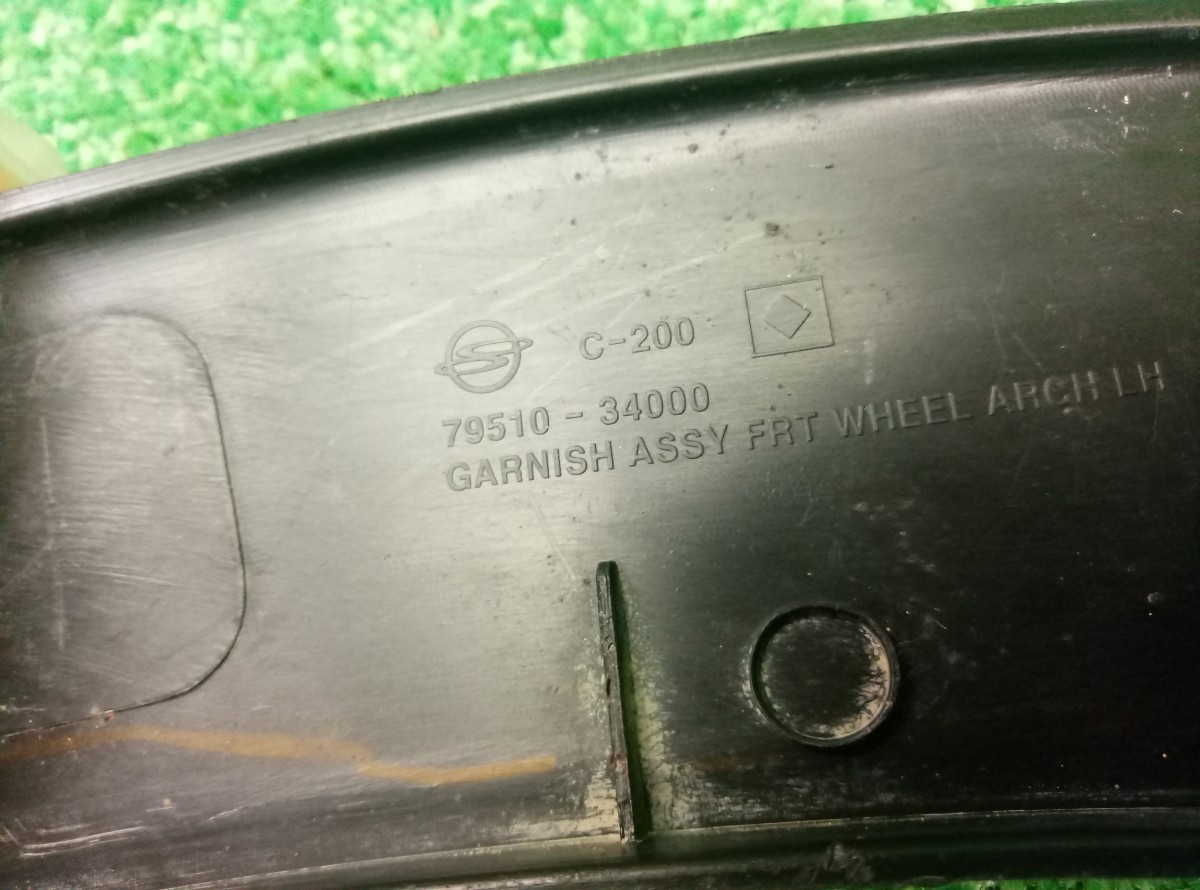 C-200
79510 - 34000
GARNISH ASSY FRT WHEEL ARCH LH